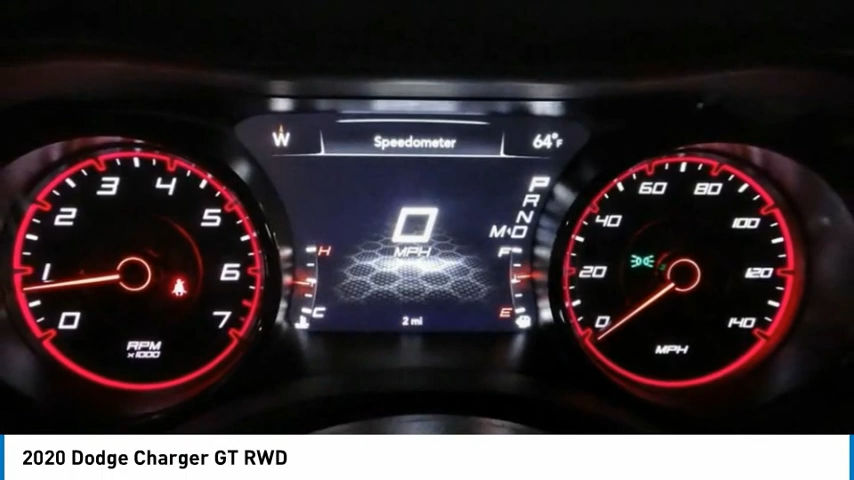 W
Speedometer
64°F
P
R
N
M◦D
0
MPH
H
C
F
E
2 mi
0
1
2
3
4
5
6
7
RPM
x1000
0
20
40
60
80
100
120
140
MPH
2020 Dodge Charger GT RWD